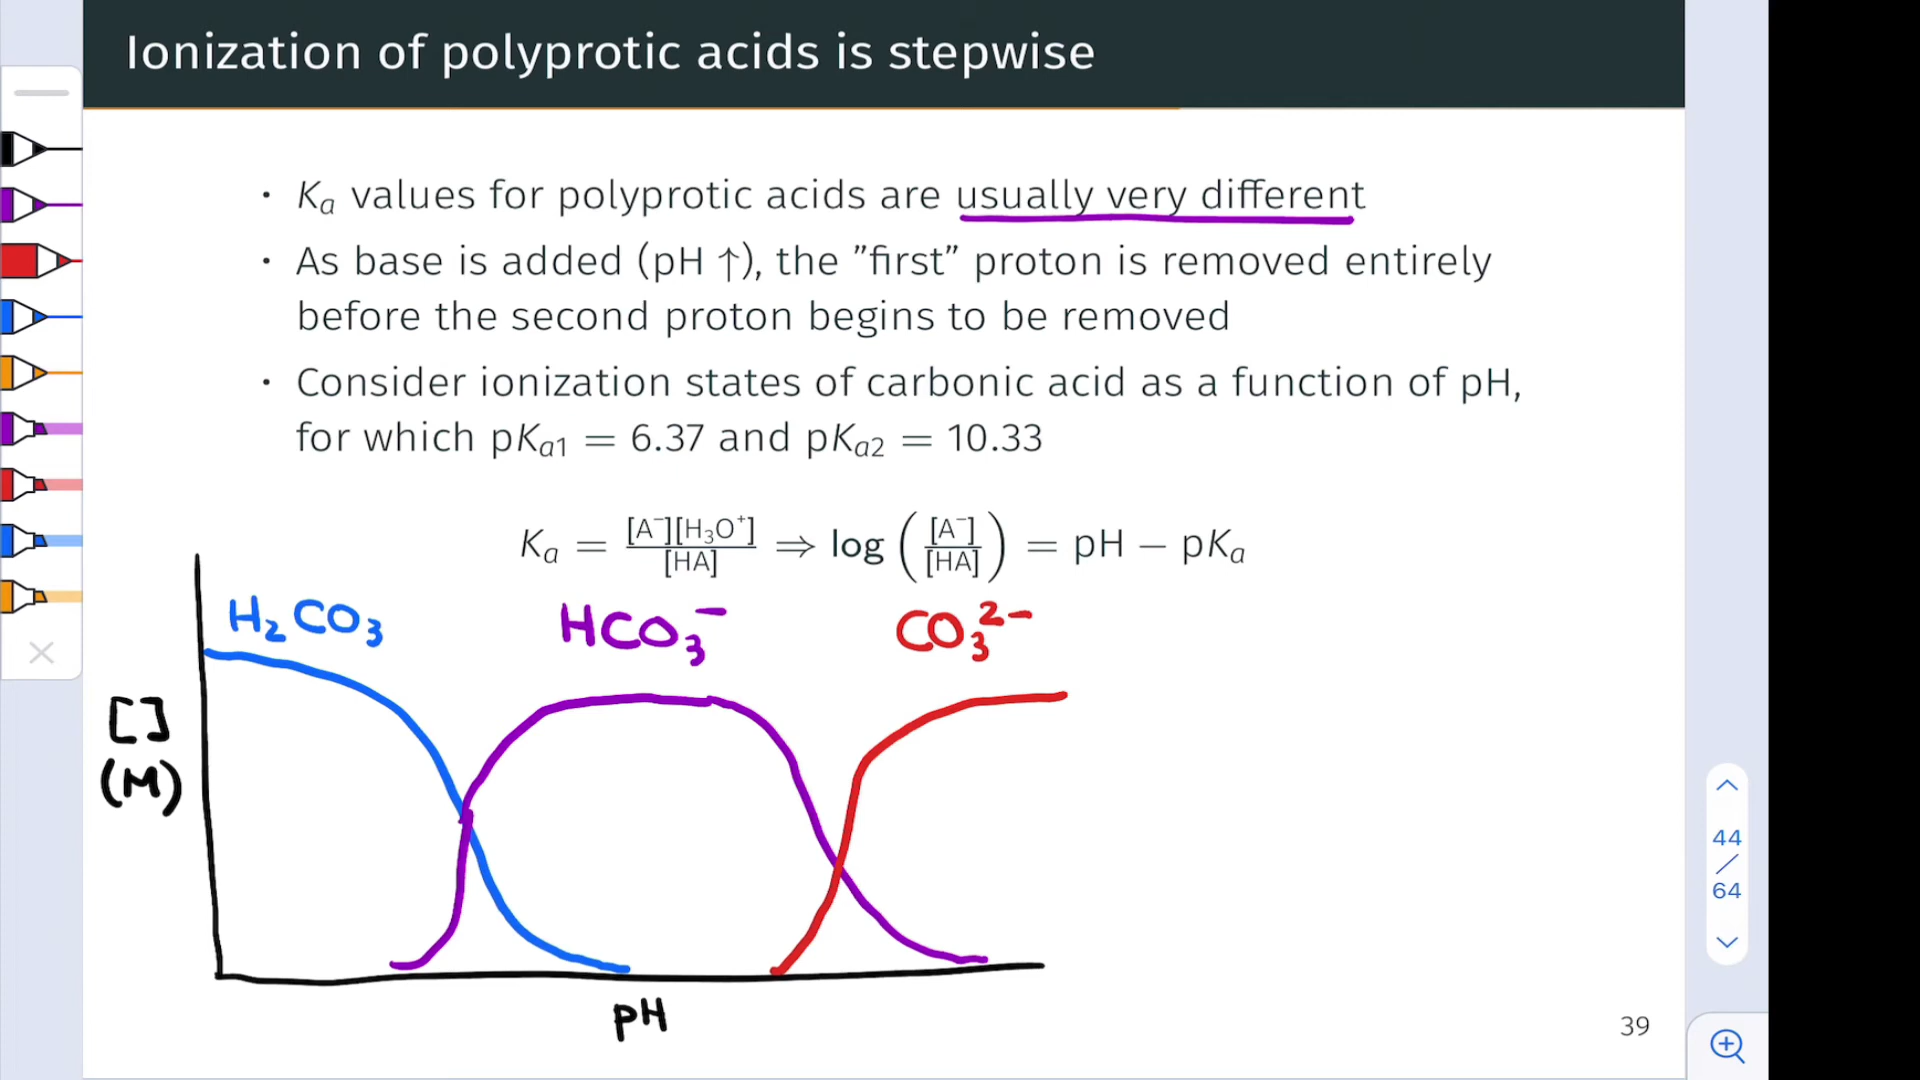 Ionization of polyprotic acids is stepwise
· Kₐ values for polyprotic acids are usually very different
· As base is added (pH ↑), the ”first” proton is removed entirely
before the second proton begins to be removed
· Consider ionization states of carbonic acid as a function of pH,
for which pKₐ₁ = 6.37 and pKₐ₂ = 10.33
Kₐ = [A⁻][H₃O⁺]/[HA] ⇒ log ([A⁻]/[HA]) = pH − pKₐ
H₂CO₃ HCO₃⁻ CO₃²⁻
[]
(M)
pH
44
/
64
39